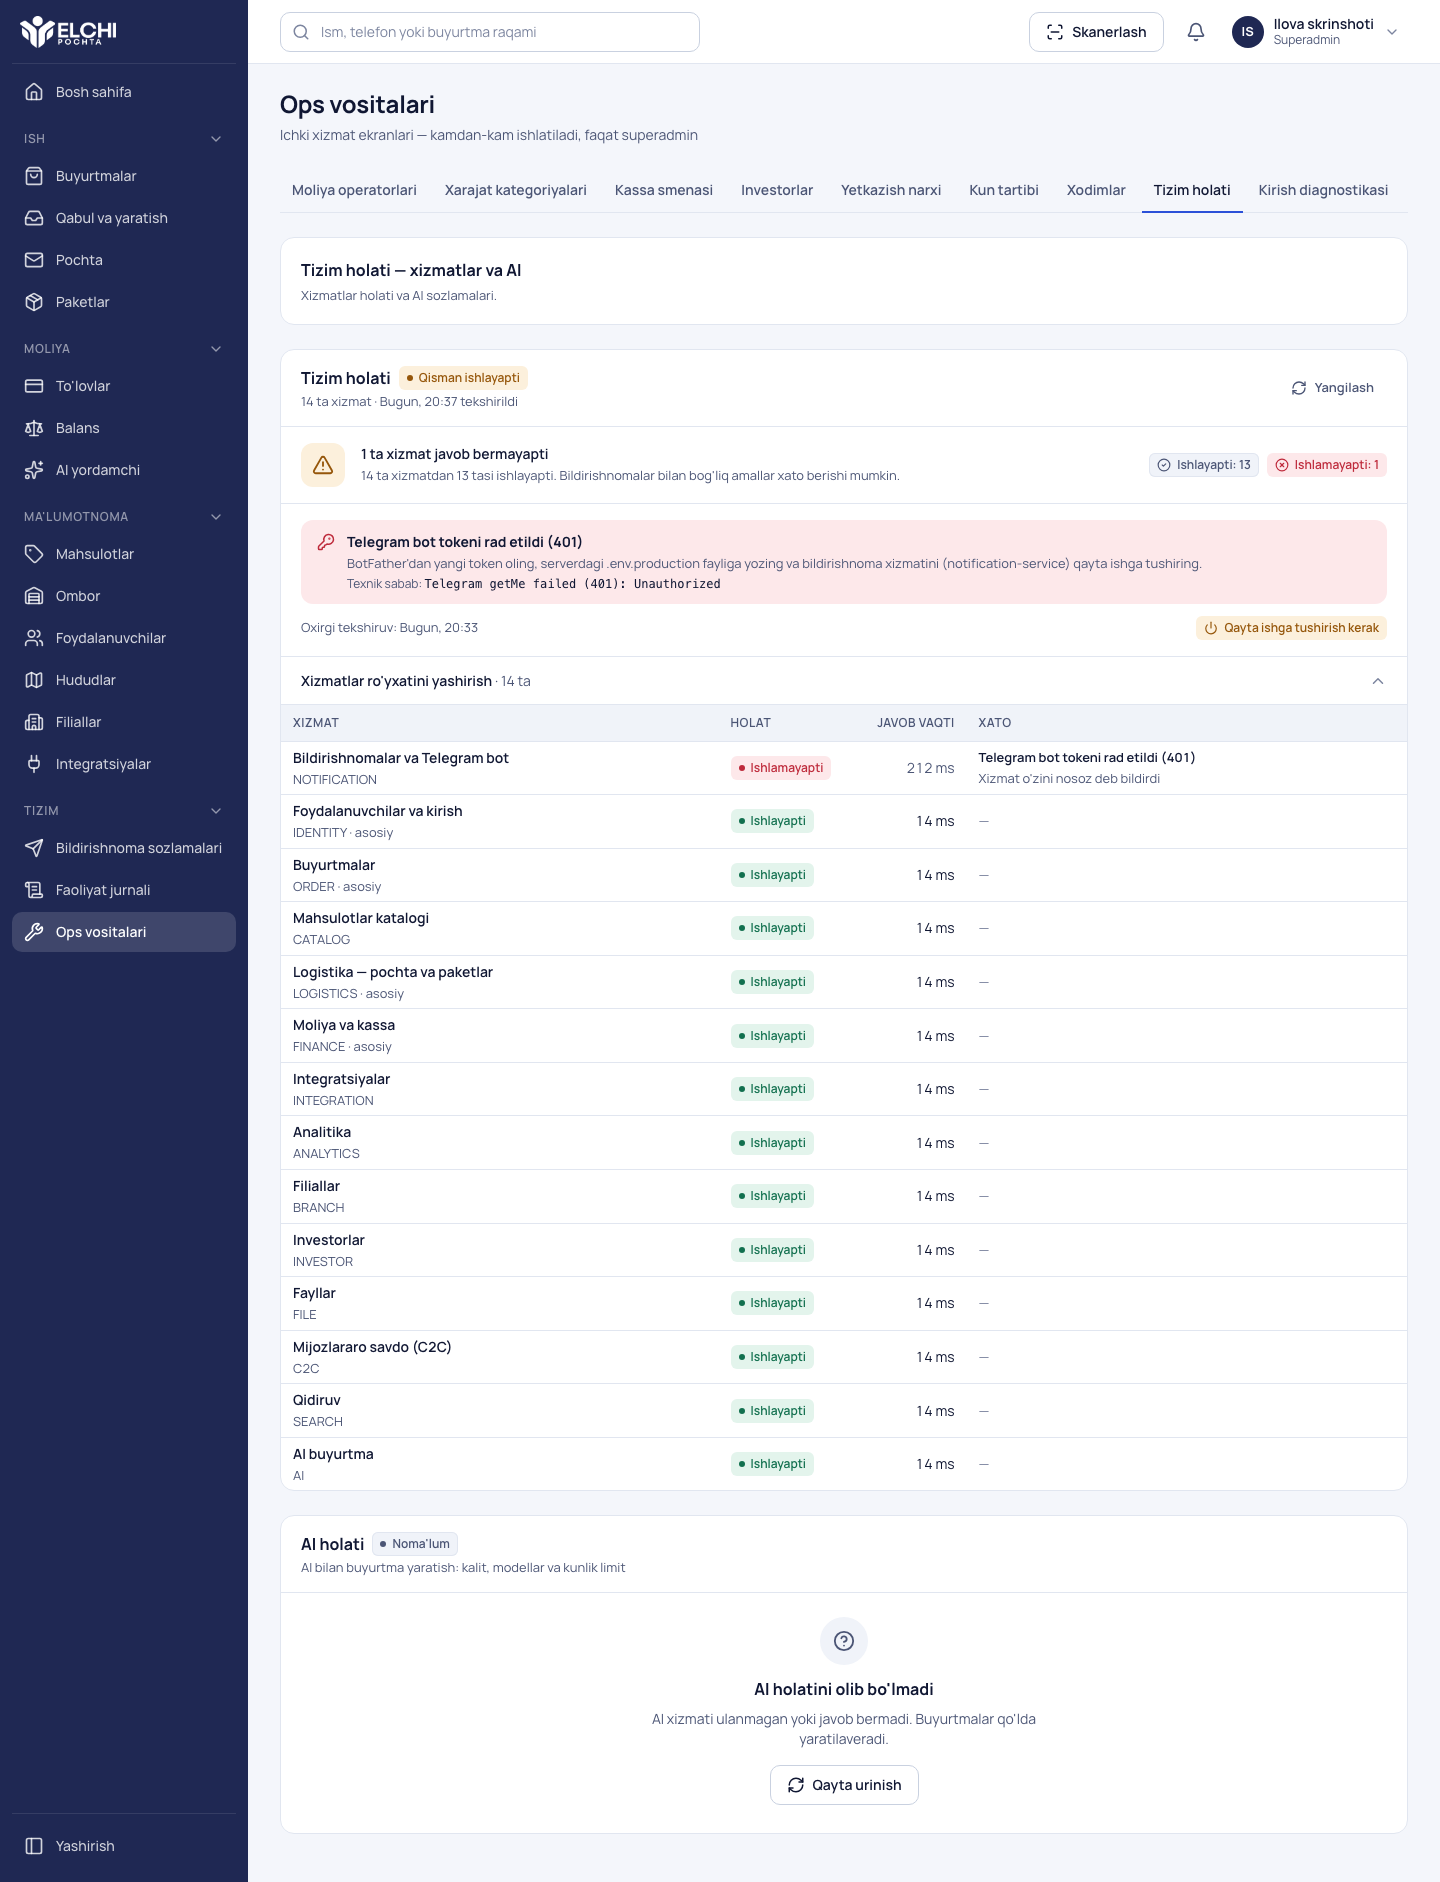 ELCHI
POCHTA
Ism, telefon yoki buyurtma raqami
Skanerlash
IS
Ilova skrinshoti
Superadmin
Bosh sahifa
ISH
Buyurtmalar
Qabul va yaratish
Pochta
Paketlar
MOLIYA
To'lovlar
Balans
AI yordamchi
MA'LUMOTNOMA
Mahsulotlar
Ombor
Foydalanuvchilar
Hududlar
Filiallar
Integratsiyalar
TIZIM
Bildirishnoma sozlamalari
Faoliyat jurnali
Ops vositalari
Yashirish
Ops vositalari
Ichki xizmat ekranlari — kamdan-kam ishlatiladi, faqat superadmin
Moliya operatorlari Xarajat kategoriyalari Kassa smenasi Investorlar Yetkazish narxi Kun tartibi Xodimlar Tizim holati Kirish diagnostikasi
Tizim holati — xizmatlar va AI
Xizmatlar holati va AI sozlamalari.
Tizim holati Qisman ishlayapti
14 ta xizmat · Bugun, 20:37 tekshirildi
Yangilash
1 ta xizmat javob bermayapti
14 ta xizmatdan 13 tasi ishlayapti. Bildirishnomalar bilan bog'liq amallar xato berishi mumkin.
Ishlayapti: 13 Ishlamayapti: 1
Telegram bot tokeni rad etildi (401)
BotFather'dan yangi token oling, serverdagi .env.production fayliga yozing va bildirishnoma xizmatini (notification-service) qayta ishga tushiring.
Texnik sabab: Telegram getMe failed (401): Unauthorized
Oxirgi tekshiruv: Bugun, 20:33
Qayta ishga tushirish kerak
Xizmatlar ro'yxatini yashirish · 14 ta
XIZMAT HOLAT JAVOB VAQTI XATO
Bildirishnomalar va Telegram bot
NOTIFICATION
Ishlamayapti
212 ms
Telegram bot tokeni rad etildi (401)
Xizmat o'zini nosoz deb bildirdi
Foydalanuvchilar va kirish
IDENTITY · asosiy
Ishlayapti
14 ms
—
Buyurtmalar
ORDER · asosiy
Ishlayapti
14 ms
—
Mahsulotlar katalogi
CATALOG
Ishlayapti
14 ms
—
Logistika — pochta va paketlar
LOGISTICS · asosiy
Ishlayapti
14 ms
—
Moliya va kassa
FINANCE · asosiy
Ishlayapti
14 ms
—
Integratsiyalar
INTEGRATION
Ishlayapti
14 ms
—
Analitika
ANALYTICS
Ishlayapti
14 ms
—
Filiallar
BRANCH
Ishlayapti
14 ms
—
Investorlar
INVESTOR
Ishlayapti
14 ms
—
Fayllar
FILE
Ishlayapti
14 ms
—
Mijozlararo savdo (C2C)
C2C
Ishlayapti
14 ms
—
Qidiruv
SEARCH
Ishlayapti
14 ms
—
AI buyurtma
AI
Ishlayapti
14 ms
—
AI holati Noma'lum
AI bilan buyurtma yaratish: kalit, modellar va kunlik limit
AI holatini olib bo'lmadi
AI xizmati ulanmagan yoki javob bermadi. Buyurtmalar qo'lda
yaratilaveradi.
Qayta urinish